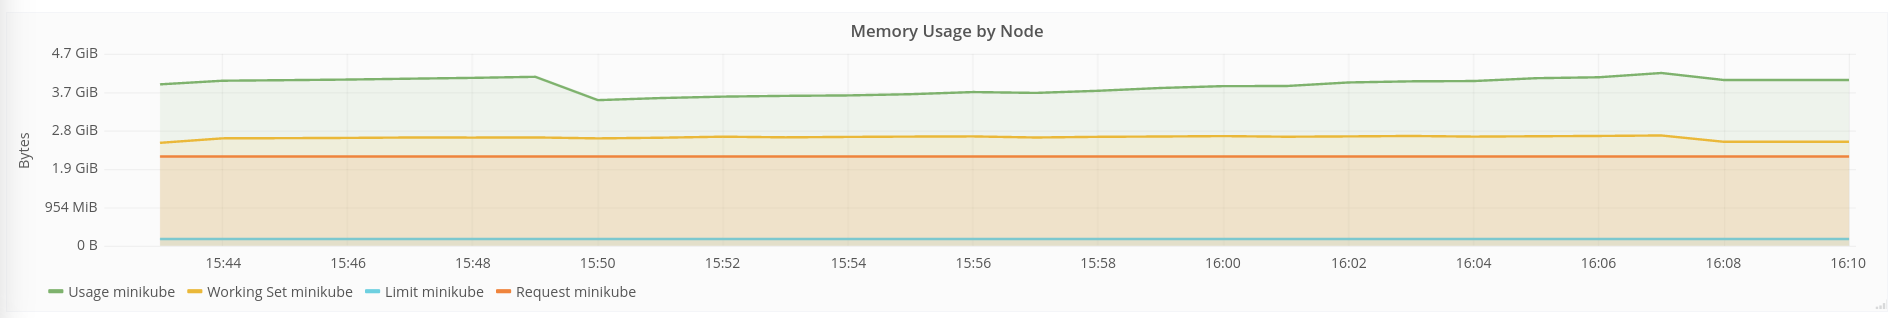 Memory Usage by Node
Bytes
4.7 GiB
3.7 GiB
2.8 GiB
1.9 GiB
954 MiB
0 B
15:44 15:46 15:48 15:50 15:52 15:54 15:56 15:58 16:00 16:02 16:04 16:06 16:08 16:10
Usage minikube Working Set minikube Limit minikube Request minikube